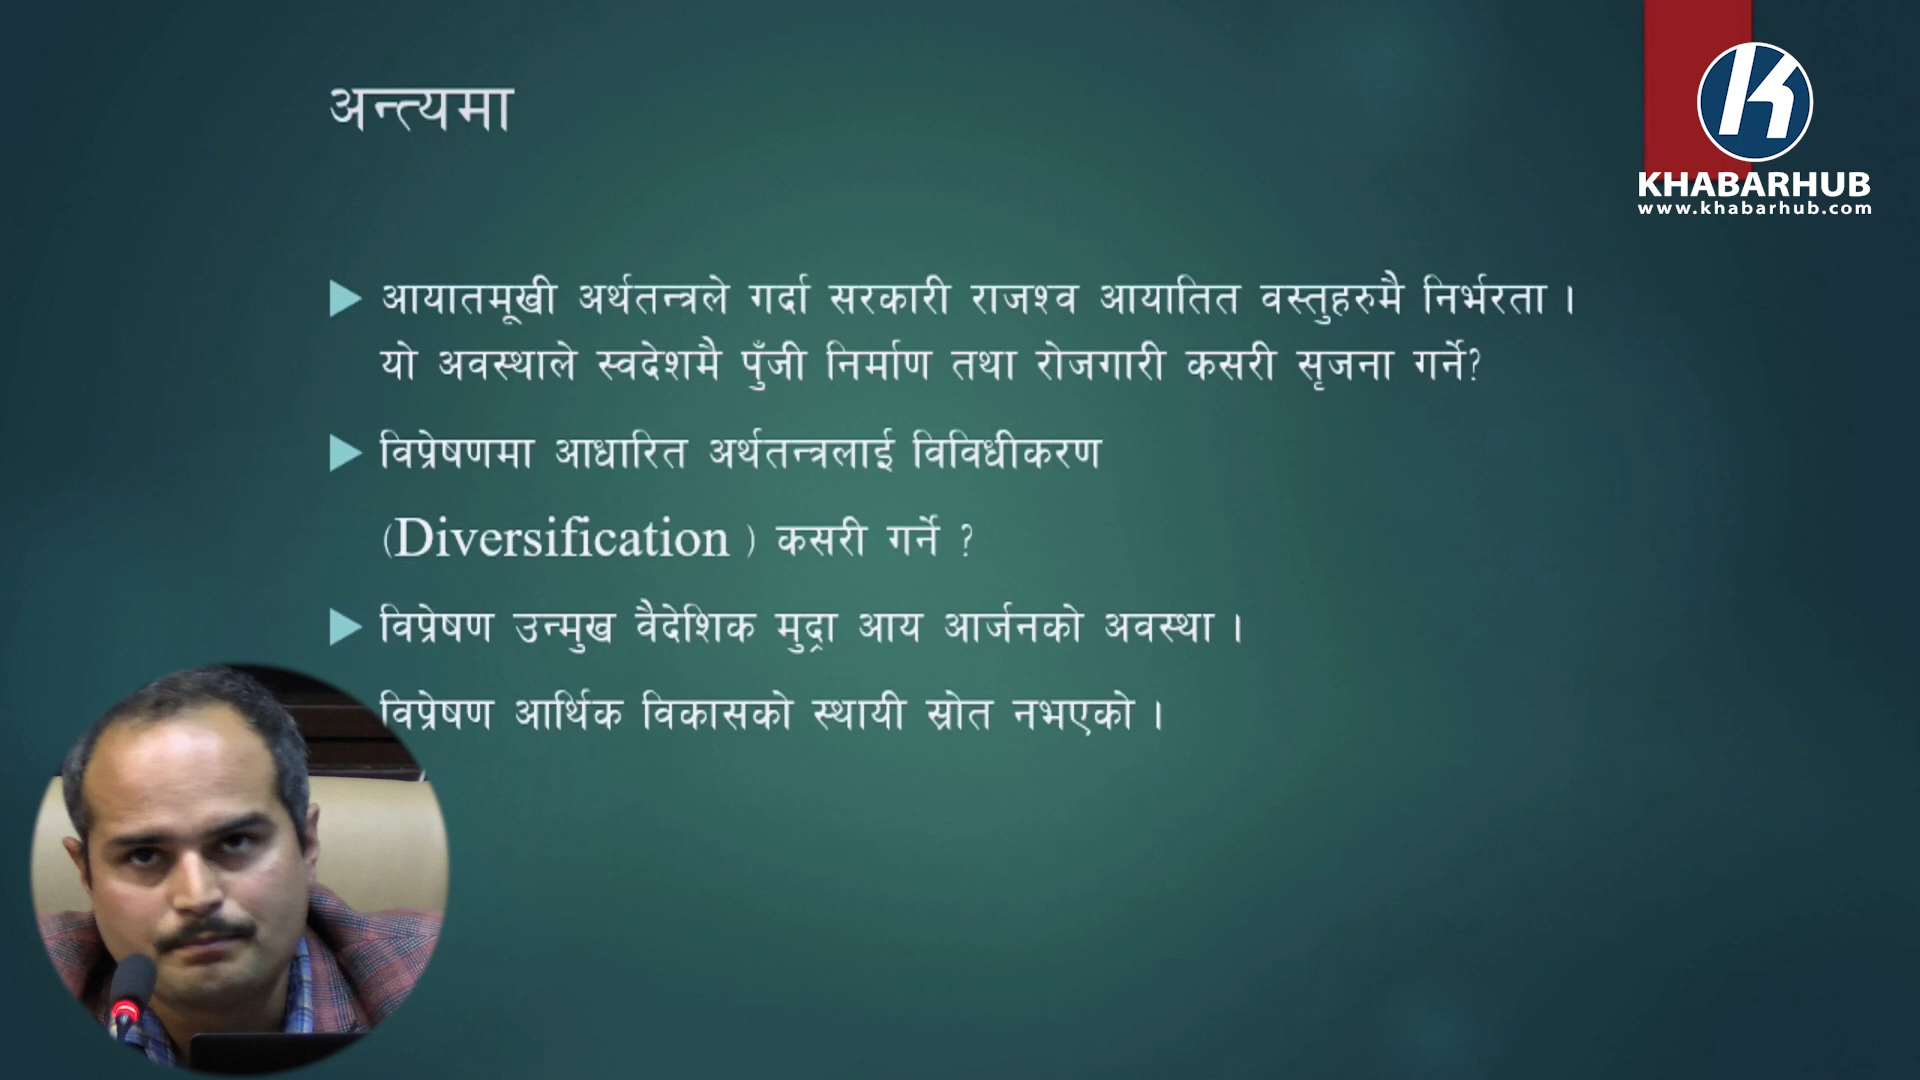 अन्त्यमा
KHABARHUB
www.khabarhub.com
आयातमूखी अर्थतन्त्रले गर्दा सरकारी राजश्व आयातित वस्तुहरुमै निर्भरता ।
यो अवस्थाले स्वदेशमै पुँजी निर्माण तथा रोजगारी कसरी सृजना गर्ने?
विप्रेषणमा आधारित अर्थतन्त्रलाई विविधीकरण
(Diversification ) कसरी गर्ने ?
विप्रेषण उन्मुख वैदेशिक मुद्रा आय आर्जनको अवस्था ।
विप्रेषण आर्थिक विकासको स्थायी स्रोत नभएको ।